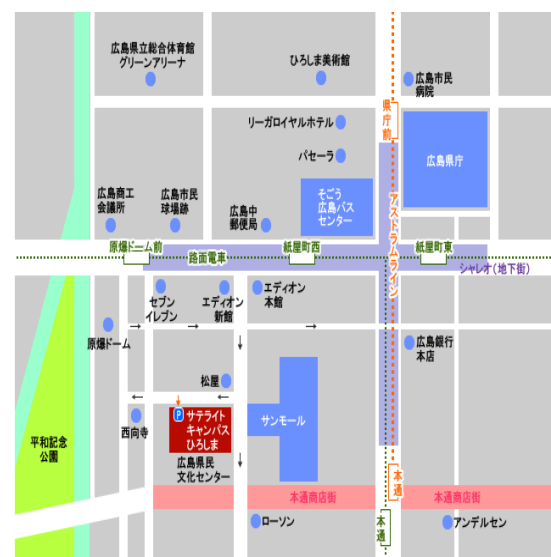 広島県立総合体育館
グリーンアリーナ
ひろしま美術館
広島市民
病院
県庁前
リーガロイヤルホテル
パセーラ
広島県庁
そごう
広島バス
センター
アストラムライン
広島商工
会議所
広島市民
球場跡
広島中
郵便局
原爆ドーム前
路面電車
紙屋町西
紙屋町東
シャレオ(地下街)
セブン
イレブン
エディオン
新館
エディオン
本館
原爆ドーム
広島銀行
本店
松屋
P
サテライト
キャンパス
ひろしま
サンモール
西向寺
平和記念
公園
広島県民
文化センター
本通
本通商店街
本通商店街
ローソン
本通
アンデルセン